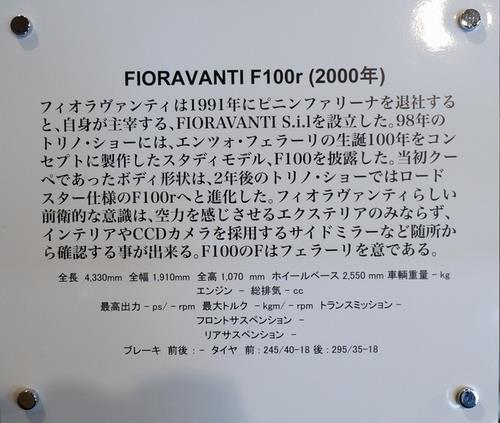 FIORAVANTI F100r (2000年)
フィオラヴァンティは1991年にピニンファリーナを退社する
と、自身が主宰する、FIORAVANTI S.i.lを設立した。98年の
トリノ・ショーには、エンツォ・フェラーリの生誕100年をコン
セプトに製作したスタディモデル、F100を披露した。当初クー
ペであったボディ形状は、2年後のトリノ・ショーではロード
スター仕様のF100rへと進化した。フィオラヴァンティらしい
前衛的な意識は、空力を感じさせるエクステリアのみならず、
インテリアやCCDカメラを採用するサイドミラーなど随所か
ら確認する事が出来る。F100のFはフェラーリを意である。
全長 4,330mm 全幅 1,910mm 全高 1,070 mm ホイールベース 2,550 mm 車輌重量 - kg
エンジン - 総排気 - cc
最高出力 - ps/ - rpm 最大トルク - kgm/ - rpm トランスミッション -
フロントサスペンション -
リアサスペンション -
ブレーキ 前後 : - タイヤ 前 : 245/40-18 後 : 295/35-18